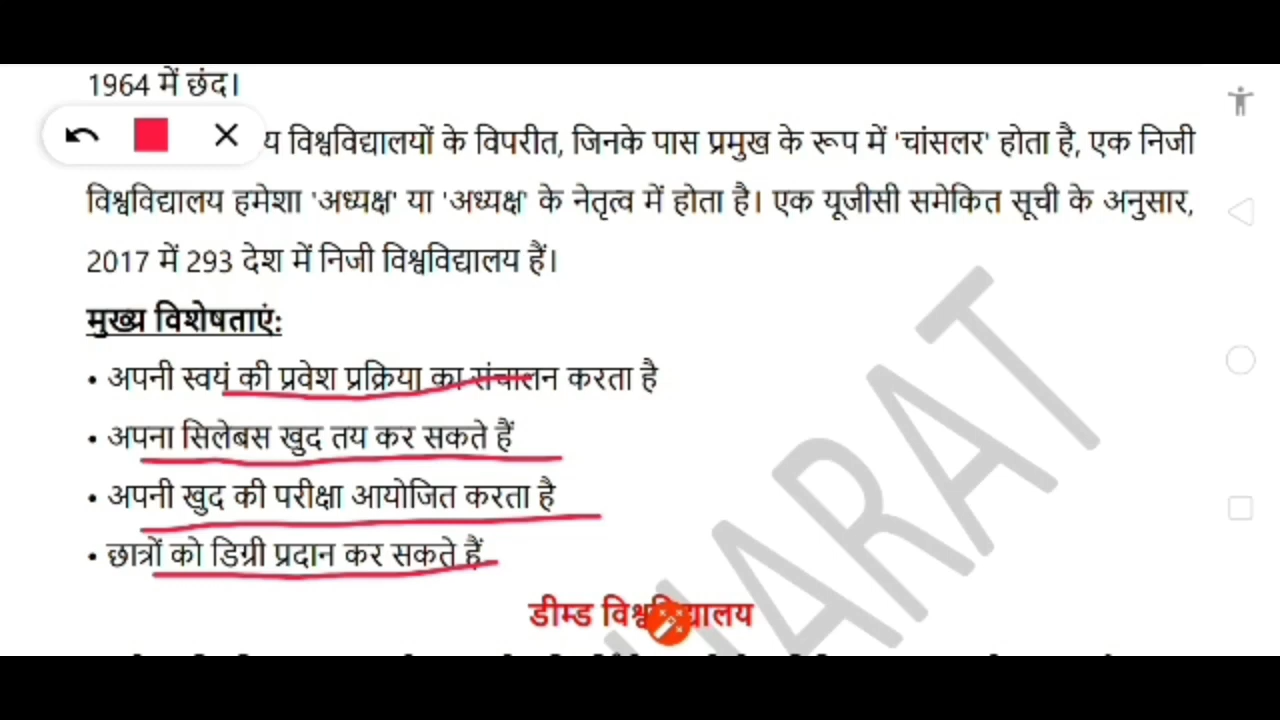 1964 में छंद।
य विश्वविद्यालयों के विपरीत, जिनके पास प्रमुख के रूप में 'चांसलर' होता है, एक निजी
विश्वविद्यालय हमेशा 'अध्यक्ष' या 'अध्यक्ष' के नेतृत्व में होता है। एक यूजीसी समेकित सूची के अनुसार,
2017 में 293 देश में निजी विश्वविद्यालय हैं।
मुख्य विशेषताएं:
• अपनी स्वयं की प्रवेश प्रक्रिया का संचालन करता है
• अपना सिलेबस खुद तय कर सकते हैं
• अपनी खुद की परीक्षा आयोजित करता है
• छात्रों को डिग्री प्रदान कर सकते हैं
डीम्ड विश्वविद्यालय